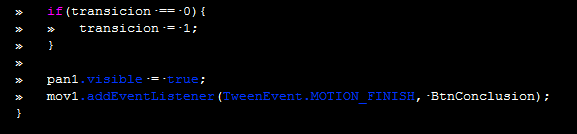 » if(transicion·==·0){
» » transicion·=·1;
» }
»
» pan1.visible·=·true;
» mov1.addEventListener(TweenEvent.MOTION_FINISH,·BtnConclusion);
}